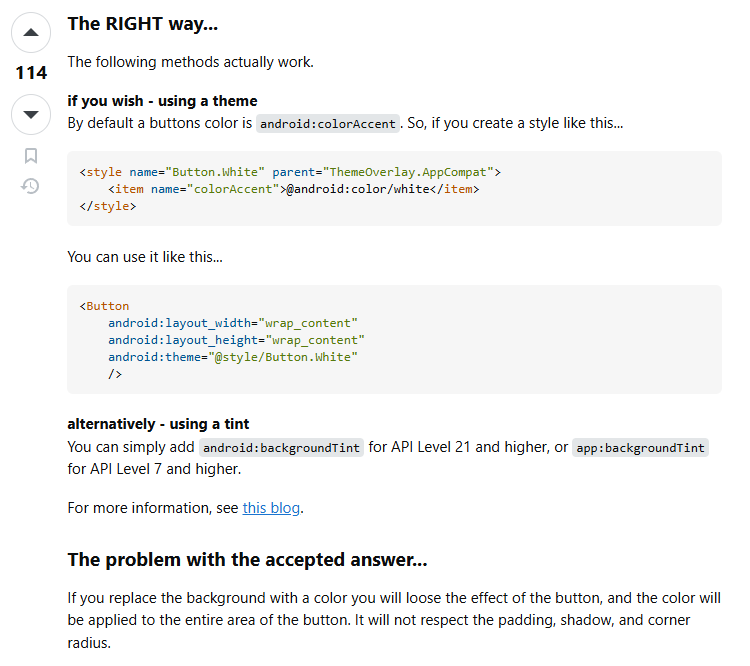 The RIGHT way...
114
The following methods actually work.
if you wish - using a theme
By default a buttons color is android:colorAccent. So, if you create a style like this...
<style name="Button.White" parent="ThemeOverlay.AppCompat">
    <item name="colorAccent">@android:color/white</item>
</style>
You can use it like this...
<Button
    android:layout_width="wrap_content"
    android:layout_height="wrap_content"
    android:theme="@style/Button.White"
    />
alternatively - using a tint
You can simply add android:backgroundTint for API Level 21 and higher, or app:backgroundTint
for API Level 7 and higher.
For more information, see this blog.
The problem with the accepted answer...
If you replace the background with a color you will loose the effect of the button, and the color will
be applied to the entire area of the button. It will not respect the padding, shadow, and corner
radius.